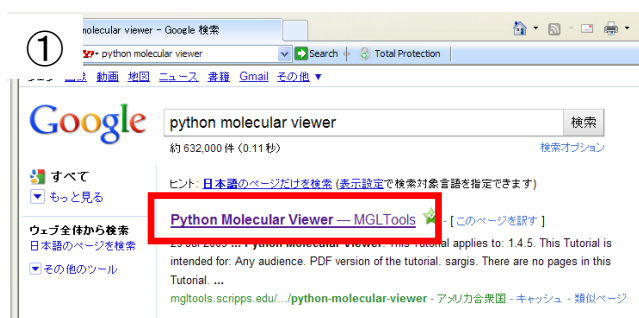 ①
molecular viewer - Google 検索
python molecular viewer
Search
Total Protection
動画 地図 ニュース 書籍 Gmail その他 ▼
Google
python molecular viewer
検索
約 632,000 件 (0.11 秒)
検索オプション
すべて
もっと見る
ヒント: 日本語のページだけを検索 (表示設定で検索対象言語を指定できます)
Python Molecular Viewer — MGLTools - [このページを訳す ]
ウェブ全体から検索
日本語のページを検索
その他のツール
29 Jul 2009 ... Python Molecular Viewer. This Tutorial applies to: 1.4.5. This Tutorial is
intended for: Any audience. PDF version of the tutorial. sargis. There are no pages in this
Tutorial. ...
mgltools.scripps.edu/.../python-molecular-viewer - アメリカ合衆国 - キャッシュ - 類似ページ